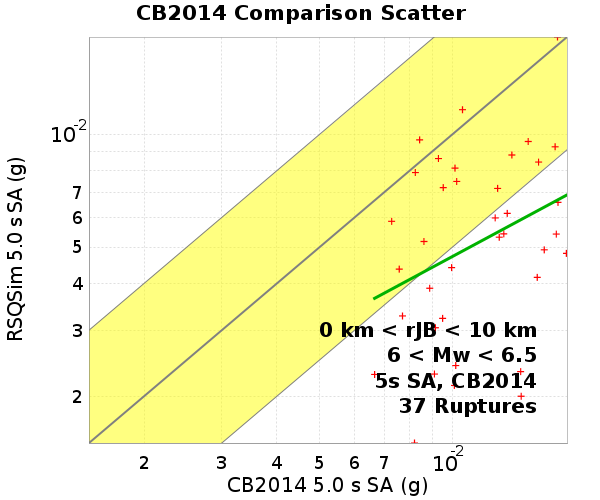 CB2014 Comparison Scatter
RSQSim 5.0 s SA (g)
10-2
7
6
5
4
3
2
0 km < rJB < 10 km
6 < Mw < 6.5
5s SA, CB2014
37 Ruptures
2 3 4 5 6 7 10-2
CB2014 5.0 s SA (g)